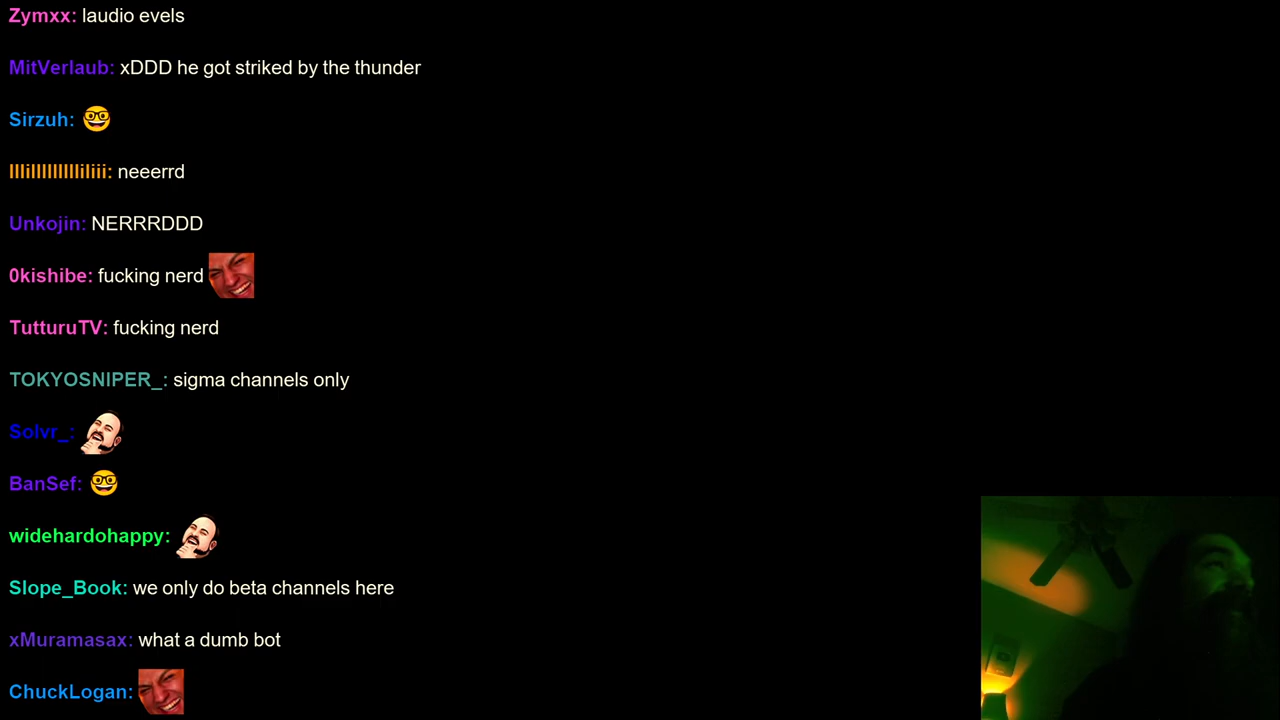 Zymxx: laudio evels
MitVerlaub: xDDD he got striked by the thunder
Sirzuh: 🤓
neeerrd
Unkojin: NERRRDDD
0kishibe: fucking nerd
TutturuTV: fucking nerd
TOKYOSNIPER_: sigma channels only
Solvr_:
BanSef: 🤓
widehardohappy:
Slope_Book: we only do beta channels here
xMuramasax: what a dumb bot
ChuckLogan: